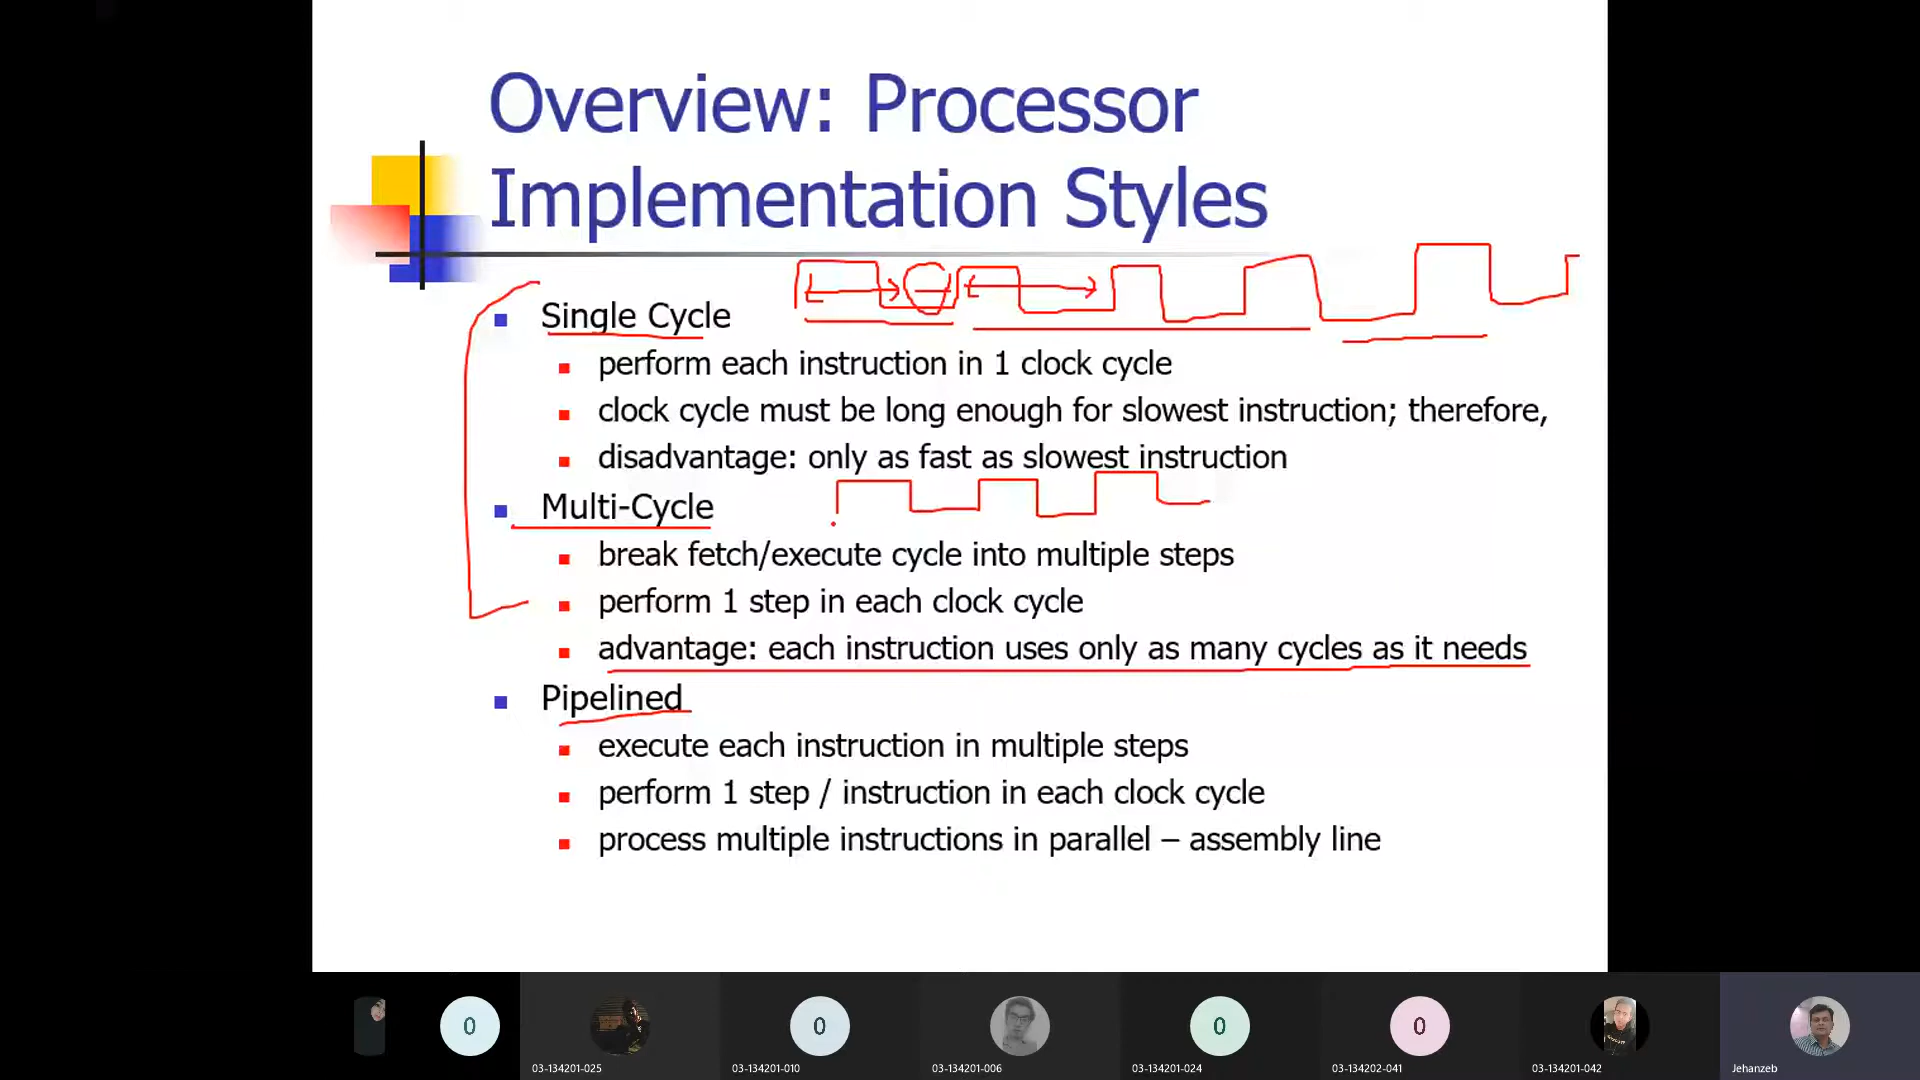 Overview: Processor
Implementation Styles
Single Cycle
perform each instruction in 1 clock cycle
clock cycle must be long enough for slowest instruction; therefore,
disadvantage: only as fast as slowest instruction
Multi-Cycle
break fetch/execute cycle into multiple steps
perform 1 step in each clock cycle
advantage: each instruction uses only as many cycles as it needs
Pipelined
execute each instruction in multiple steps
perform 1 step / instruction in each clock cycle
process multiple instructions in parallel – assembly line
0 0 0 0
03-134201-025 03-134201-010 03-134201-006 03-134201-024 03-134202-041 03-134201-042 Jehanzeb